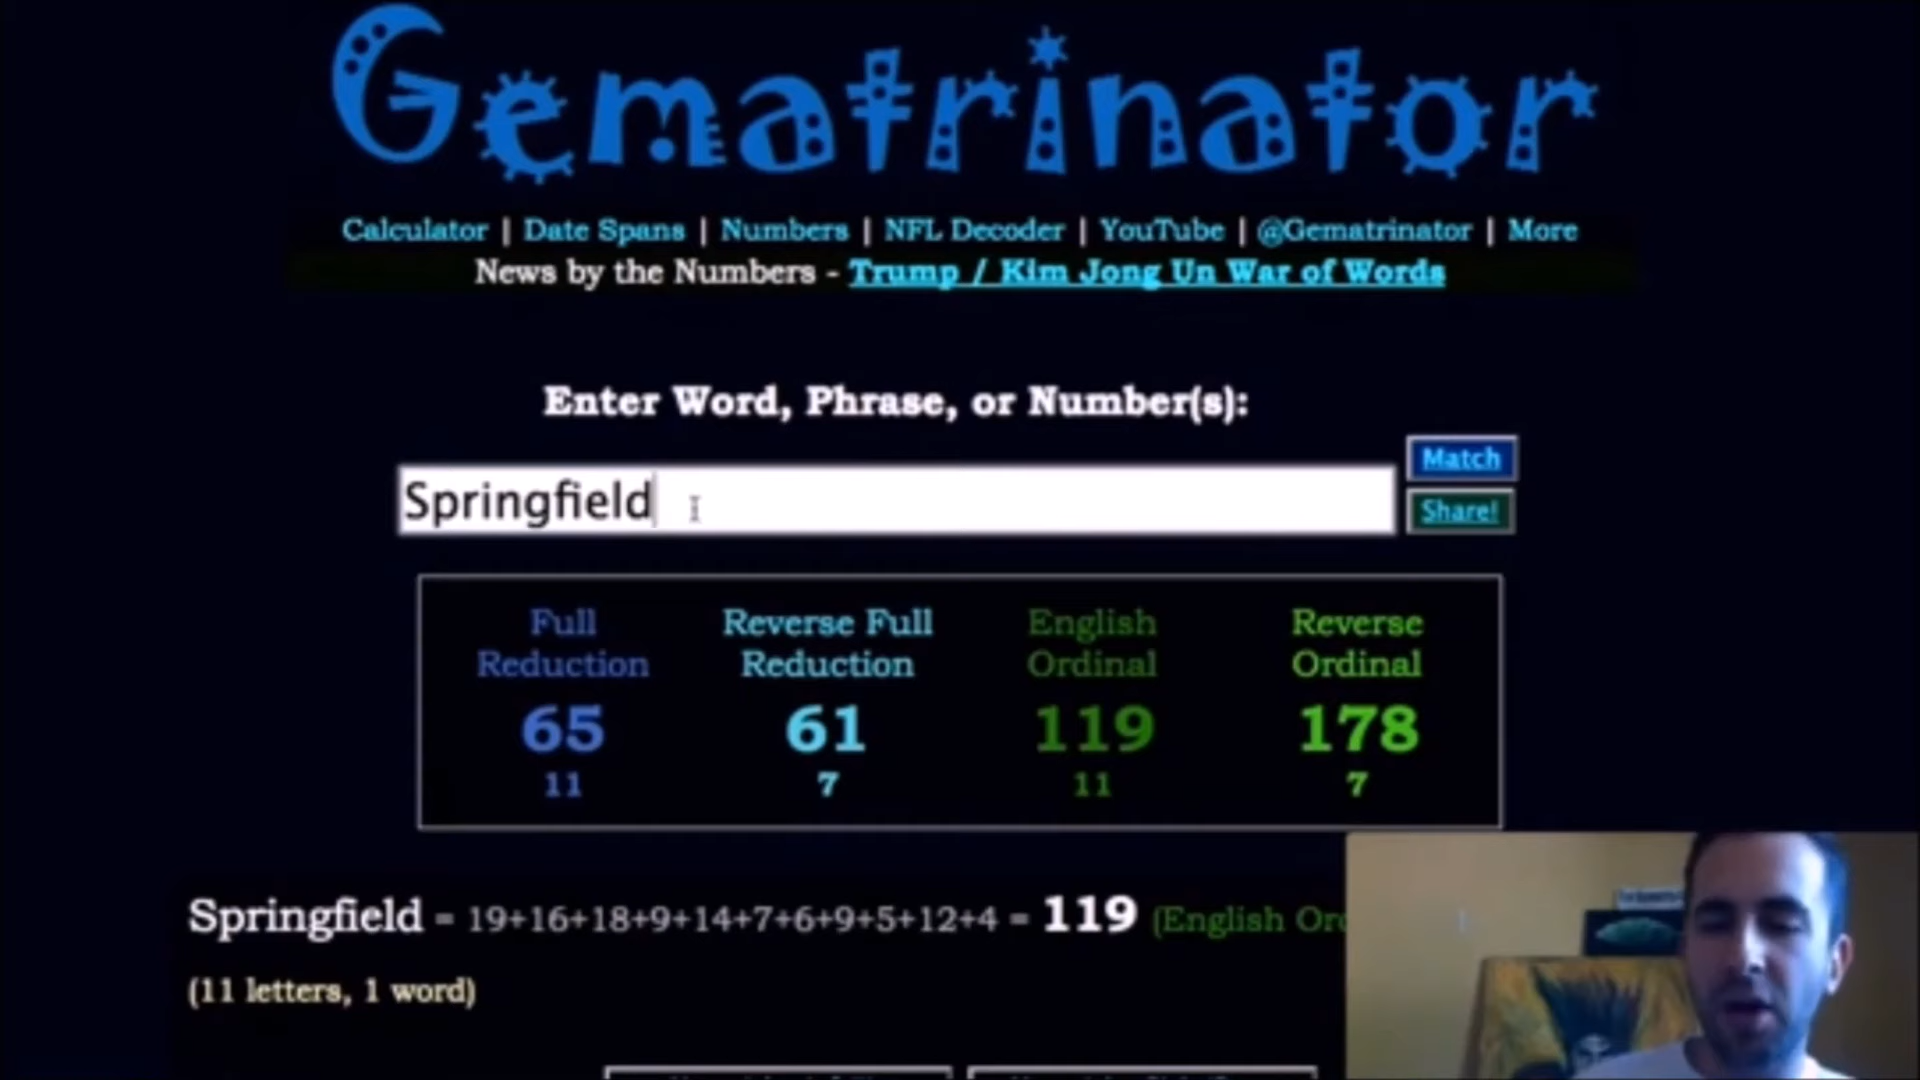 Gematrinator
Calculator | Date Spans | Numbers | NFL Decoder | YouTube | @Gematrinator | More
News by the Numbers - Trump / Kim Jong Un War of Words
Enter Word, Phrase, or Number(s):
Match
Springfield
Share!
Full Reduction
Reverse Full Reduction
English Ordinal
Reverse Ordinal
65 61 119 178
11 7 11 7
Springfield = 19+16+18+9+14+7+6+9+5+12+4 = 119 (English Or
(11 letters, 1 word)